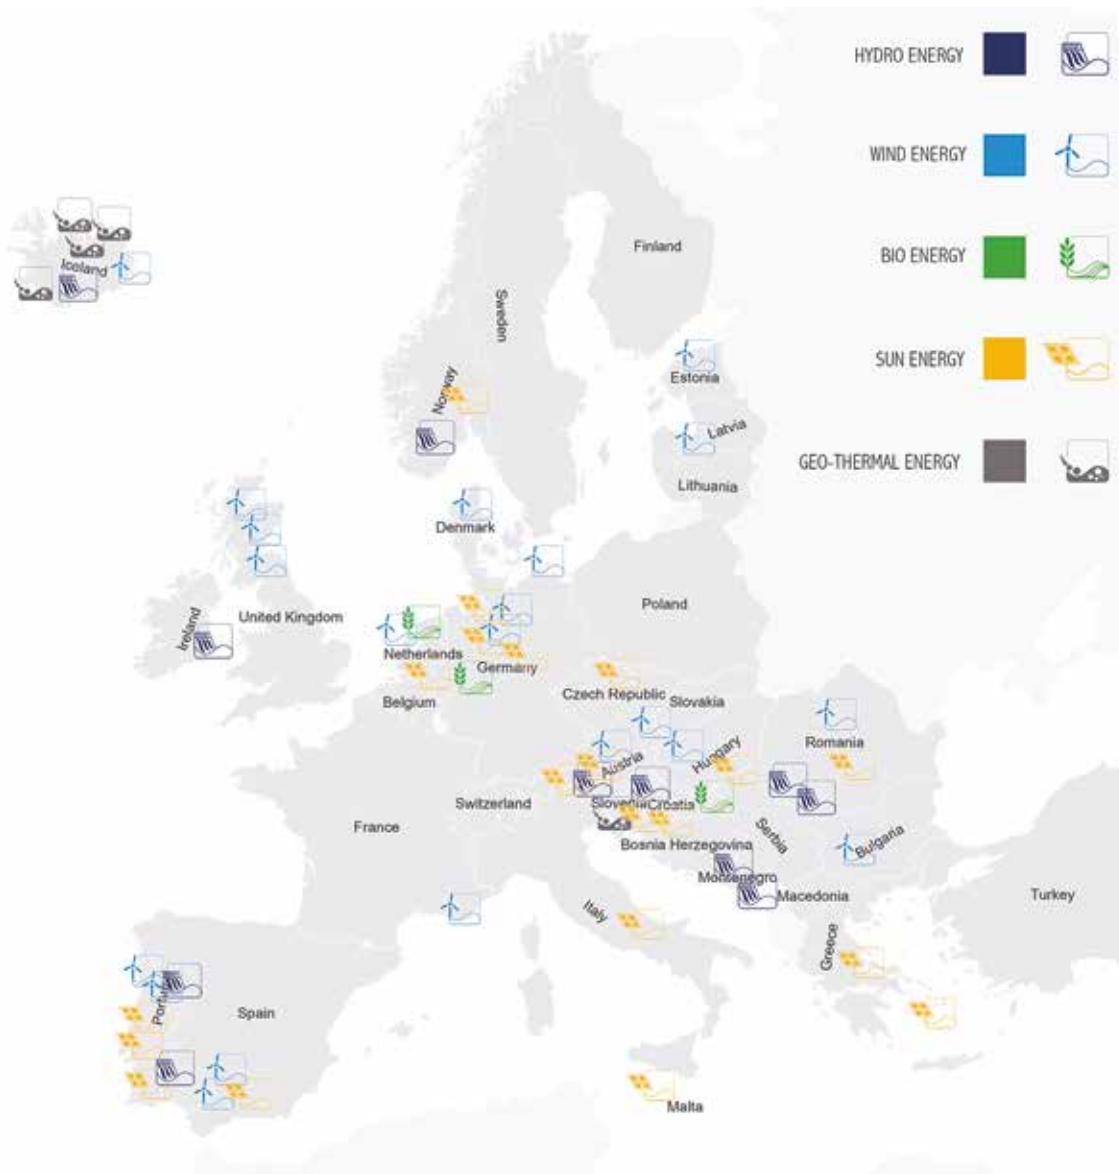 HYDRO ENERGY
WIND ENERGY
BIO ENERGY
SUN ENERGY
GEO-THERMAL ENERGY
Iceland
Finland
Sweden
Norway
Estonia
Latvia
Lithuania
Denmark
Ireland
United Kingdom
Poland
Netherlands
Germany
Belgium
Czech Republic
Slovakia
Austria
Hungary
Romania
Switzerland
Slovenia
Croatia
France
Bosnia Herzegovina
Serbia
Bulgaria
Montenegro
Macedonia
Italy
Greece
Turkey
Portugal
Spain
Malta